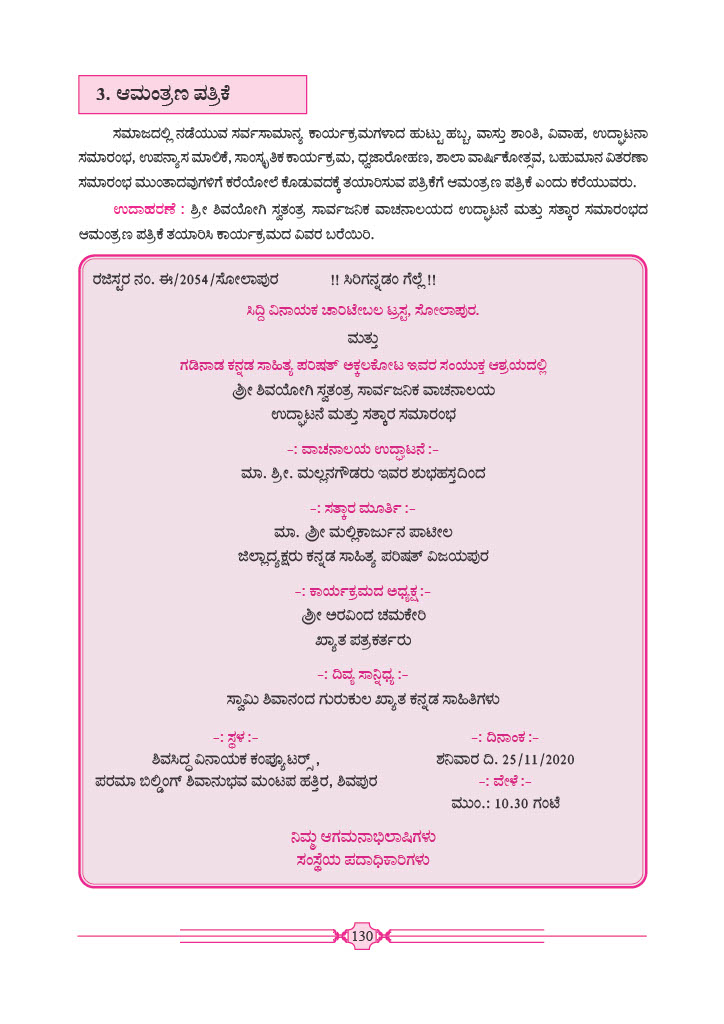 3. ಆಮಂತ್ರಣ ಪತ್ರಿಕೆ
ಸಮಾಜದಲ್ಲಿ ನಡೆಯುವ ಸರ್ವಸಾಮಾನ್ಯ ಕಾರ್ಯಕ್ರಮಗಳಾದ ಹುಟ್ಟು ಹಬ್ಬ, ವಾಸ್ತು ಶಾಂತಿ, ವಿವಾಹ, ಉದ್ಘಾಟನಾ
ಸಮಾರಂಭ, ಉಪನ್ಯಾಸ ಮಾಲಿಕೆ, ಸಾಂಸ್ಕೃತಿಕ ಕಾರ್ಯಕ್ರಮ, ಧ್ವಜಾರೋಹಣ, ಶಾಲಾ ವಾರ್ಷಿಕೋತ್ಸವ, ಬಹುಮಾನ ವಿತರಣಾ
ಸಮಾರಂಭ ಮುಂತಾದವುಗಳಿಗೆ ಕರೆಯೋಲೆ ಕೊಡುವದಕ್ಕೆ ತಯಾರಿಸುವ ಪತ್ರಿಕೆಗೆ ಆಮಂತ್ರಣ ಪತ್ರಿಕೆ ಎಂದು ಕರೆಯುವರು.
ಉದಾಹರಣೆ : ಶ್ರೀ ಶಿವಯೋಗಿ ಸ್ವತಂತ್ರ ಸಾರ್ವಜನಿಕ ವಾಚನಾಲಯದ ಉದ್ಘಾಟನೆ ಮತ್ತು ಸತ್ಕಾರ ಸಮಾರಂಭದ
ಆಮಂತ್ರಣ ಪತ್ರಿಕೆ ತಯಾರಿಸಿ ಕಾರ್ಯಕ್ರಮದ ವಿವರ ಬರೆಯಿರಿ.
ರಜಿಸ್ಟರ ನಂ. ಈ/2054/ಸೋಲಾಪುರ !! ಸಿರಿಗನ್ನಡಂ ಗೆಲ್ಗೆ !!
ಸಿದ್ದಿ ವಿನಾಯಕ ಚಾರಿಟೇಬಲ ಟ್ರಸ್ಟ, ಸೋಲಾಪುರ.
ಮತ್ತು
ಗಡಿನಾಡ ಕನ್ನಡ ಸಾಹಿತ್ಯ ಪರಿಷತ್ ಅಕ್ಕಲಕೋಟ ಇವರ ಸಂಯುಕ್ತ ಆಶ್ರಯದಲ್ಲಿ
ಶ್ರೀ ಶಿವಯೋಗಿ ಸ್ವತಂತ್ರ ಸಾರ್ವಜನಿಕ ವಾಚನಾಲಯ
ಉದ್ಘಾಟನೆ ಮತ್ತು ಸತ್ಕಾರ ಸಮಾರಂಭ
-: ವಾಚನಾಲಯ ಉದ್ಘಾಟನೆ :-
ಮಾ. ಶ್ರೀ. ಮಲ್ಲನಗೌಡರು ಇವರ ಶುಭಹಸ್ತದಿಂದ
-: ಸತ್ಕಾರ ಮೂರ್ತಿ :-
ಮಾ. ಶ್ರೀ ಮಲ್ಲಿಕಾರ್ಜುನ ಪಾಟೀಲ
ಜಿಲ್ಲಾಧ್ಯಕ್ಷರು ಕನ್ನಡ ಸಾಹಿತ್ಯ ಪರಿಷತ್ ವಿಜಯಪುರ
-: ಕಾರ್ಯಕ್ರಮದ ಅಧ್ಯಕ್ಷ :-
ಶ್ರೀ ಅರವಿಂದ ಚಮಕೇರಿ
ಖ್ಯಾತ ಪತ್ರಕರ್ತರು
-: ದಿವ್ಯ ಸಾನ್ನಿಧ್ಯ :-
ಸ್ವಾಮಿ ಶಿವಾನಂದ ಗುರುಕುಲ ಖ್ಯಾತ ಕನ್ನಡ ಸಾಹಿತಿಗಳು
-: ಸ್ಥಳ :-
ಶಿವಸಿದ್ಧ ವಿನಾಯಕ ಕಂಪ್ಯೂಟರ್ಸ್ ,
ಪರಮಾ ಬಿಲ್ಡಿಂಗ್ ಶಿವಾನುಭವ ಮಂಟಪ ಹತ್ತಿರ, ಶಿವಪುರ
-: ದಿನಾಂಕ :-
ಶನಿವಾರ ದಿ. 25/11/2020
-: ವೇಳೆ :-
ಮುಂ.: 10.30 ಗಂಟೆ
ನಿಮ್ಮ ಆಗಮನಾಭಿಲಾಷಿಗಳು
ಸಂಸ್ಥೆಯ ಪದಾಧಿಕಾರಿಗಳು
130